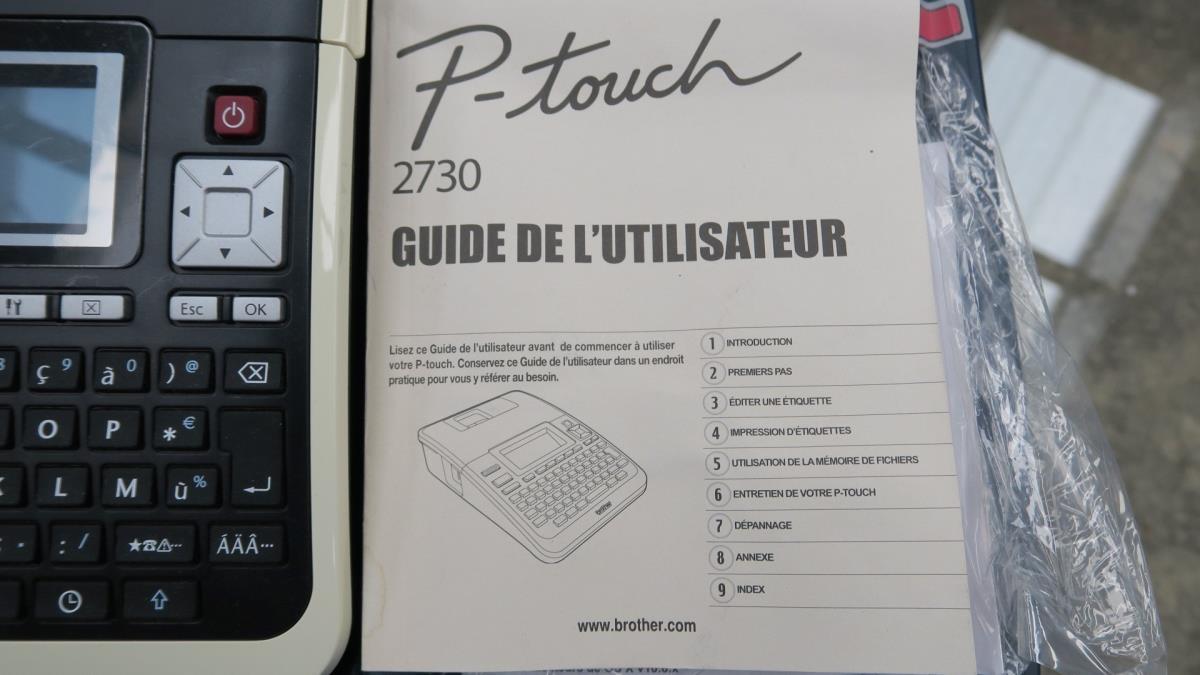 P-touch
2730
GUIDE DE L'UTILISATEUR
Lisez ce Guide de l'utilisateur avant de commencer à utiliser
votre P-touch. Conservez ce Guide de l'utilisateur dans un endroit
pratique pour vous y référer au besoin.
1 INTRODUCTION
2 PREMIERS PAS
3 ÉDITER UNE ÉTIQUETTE
4 IMPRESSION D'ÉTIQUETTES
5 UTILISATION DE LA MÉMOIRE DE FICHIERS
6 ENTRETIEN DE VOTRE P-TOUCH
7 DÉPANNAGE
8 ANNEXE
9 INDEX
brother
www.brother.com
Esc OK
Ç 9 à 0 ) @
O P * €
L M ù %
: / ★☎⚠... ÁÄÂ...